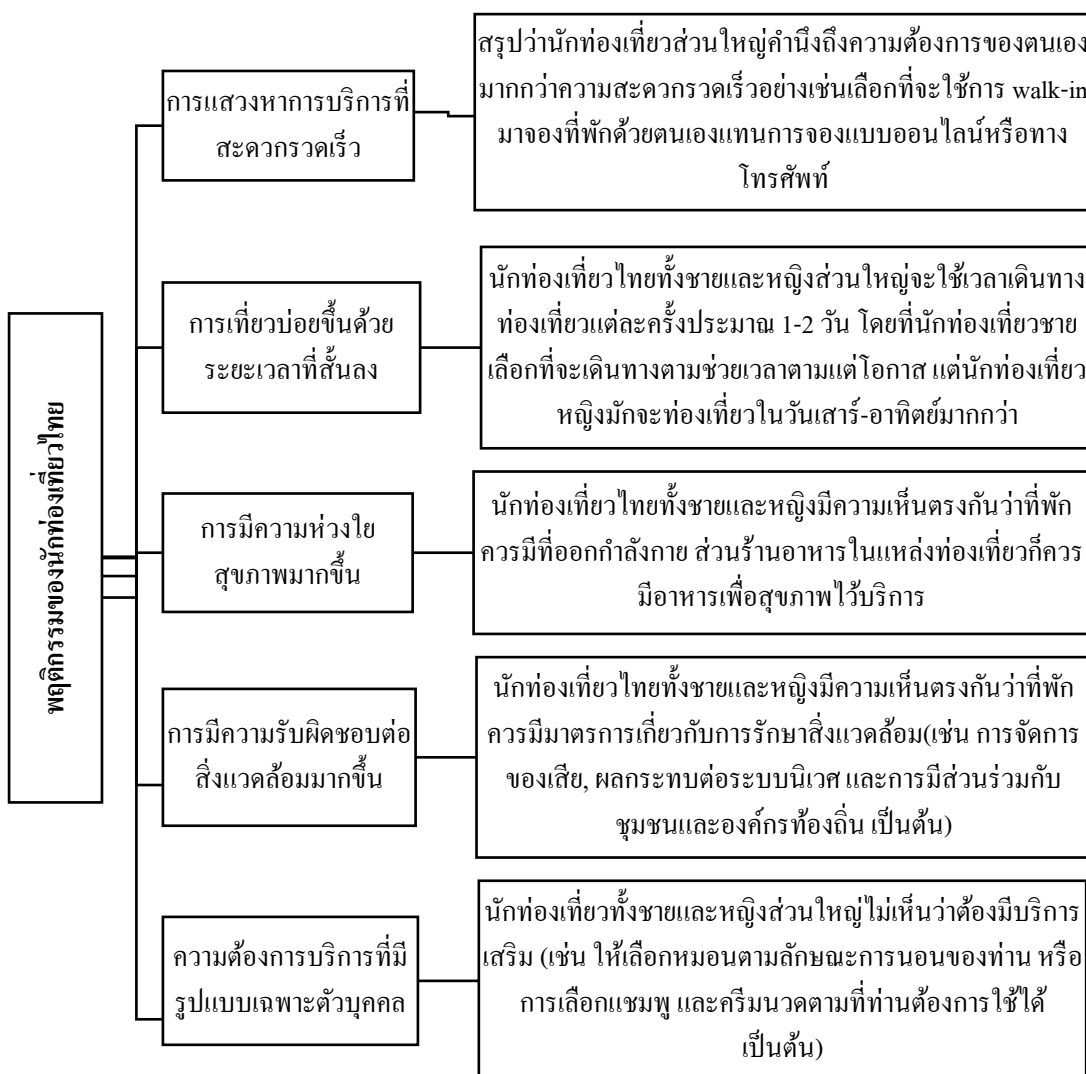 พฤติกรรมของนักท่องเที่ยวไทย
การแสวงหาการบริการที่
สะดวกรวดเร็ว
สรุปว่านักท่องเที่ยวส่วนใหญ่คำนึงถึงความต้องการของตนเอง
มากกว่าความสะดวกรวดเร็วอย่างเช่นเลือกที่จะใช้การ walk-in
มาจองที่พักด้วยตนเองแทนการจองแบบออนไลน์หรือทาง
โทรศัพท์
การเที่ยวบ่อยขึ้นด้วย
ระยะเวลาที่สั้นลง
นักท่องเที่ยวไทยทั้งชายและหญิงส่วนใหญ่จะใช้เวลาเดินทาง
ท่องเที่ยวแต่ละครั้งประมาณ 1-2 วัน โดยที่นักท่องเที่ยวชาย
เลือกที่จะเดินทางตามช่วยเวลาตามแต่โอกาส แต่นักท่องเที่ยว
หญิงมักจะท่องเที่ยวในวันเสาร์-อาทิตย์มากกว่า
การมีความห่วงใย
สุขภาพมากขึ้น
นักท่องเที่ยวไทยทั้งชายและหญิงมีความเห็นตรงกันว่าที่พัก
ควรมีที่ออกกำลังกาย ส่วนร้านอาหารในแหล่งท่องเที่ยวก็ควร
มีอาหารเพื่อสุขภาพไว้บริการ
การมีความรับผิดชอบต่อ
สิ่งแวดล้อมมากขึ้น
นักท่องเที่ยวไทยทั้งชายและหญิงมีความเห็นตรงกันว่าที่พัก
ควรมีมาตรการเกี่ยวกับการรักษาสิ่งแวดล้อม(เช่น การจัดการ
ของเสีย, ผลกระทบต่อระบบนิเวศ และการมีส่วนร่วมกับ
ชุมชนและองค์กรท้องถิ่น เป็นต้น)
ความต้องการบริการที่มี
รูปแบบเฉพาะตัวบุคคล
นักท่องเที่ยวทั้งชายและหญิงส่วนใหญ่ไม่เห็นว่าต้องมีบริการ
เสริม (เช่น ให้เลือกหมอนตามลักษณะการนอนของท่าน หรือ
การเลือกแชมพู และครีมนวดตามที่ท่านต้องการใช้ได้
เป็นต้น)